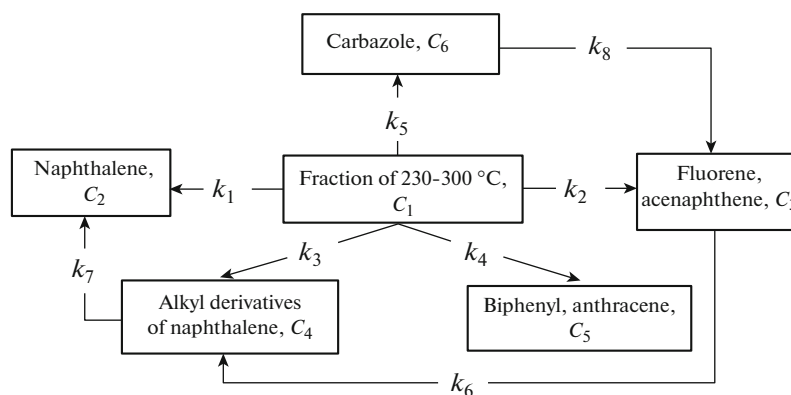 Carbazole, C₆
k₈
k₅
Naphthalene,
C₂
k₁
Fraction of 230-300 °C,
C₁
k₂
Fluorene,
acenaphthene, C
k₇
k₃
k₄
Alkyl derivatives
of naphthalene, C₄
Biphenyl, anthracene,
C₅
k₆